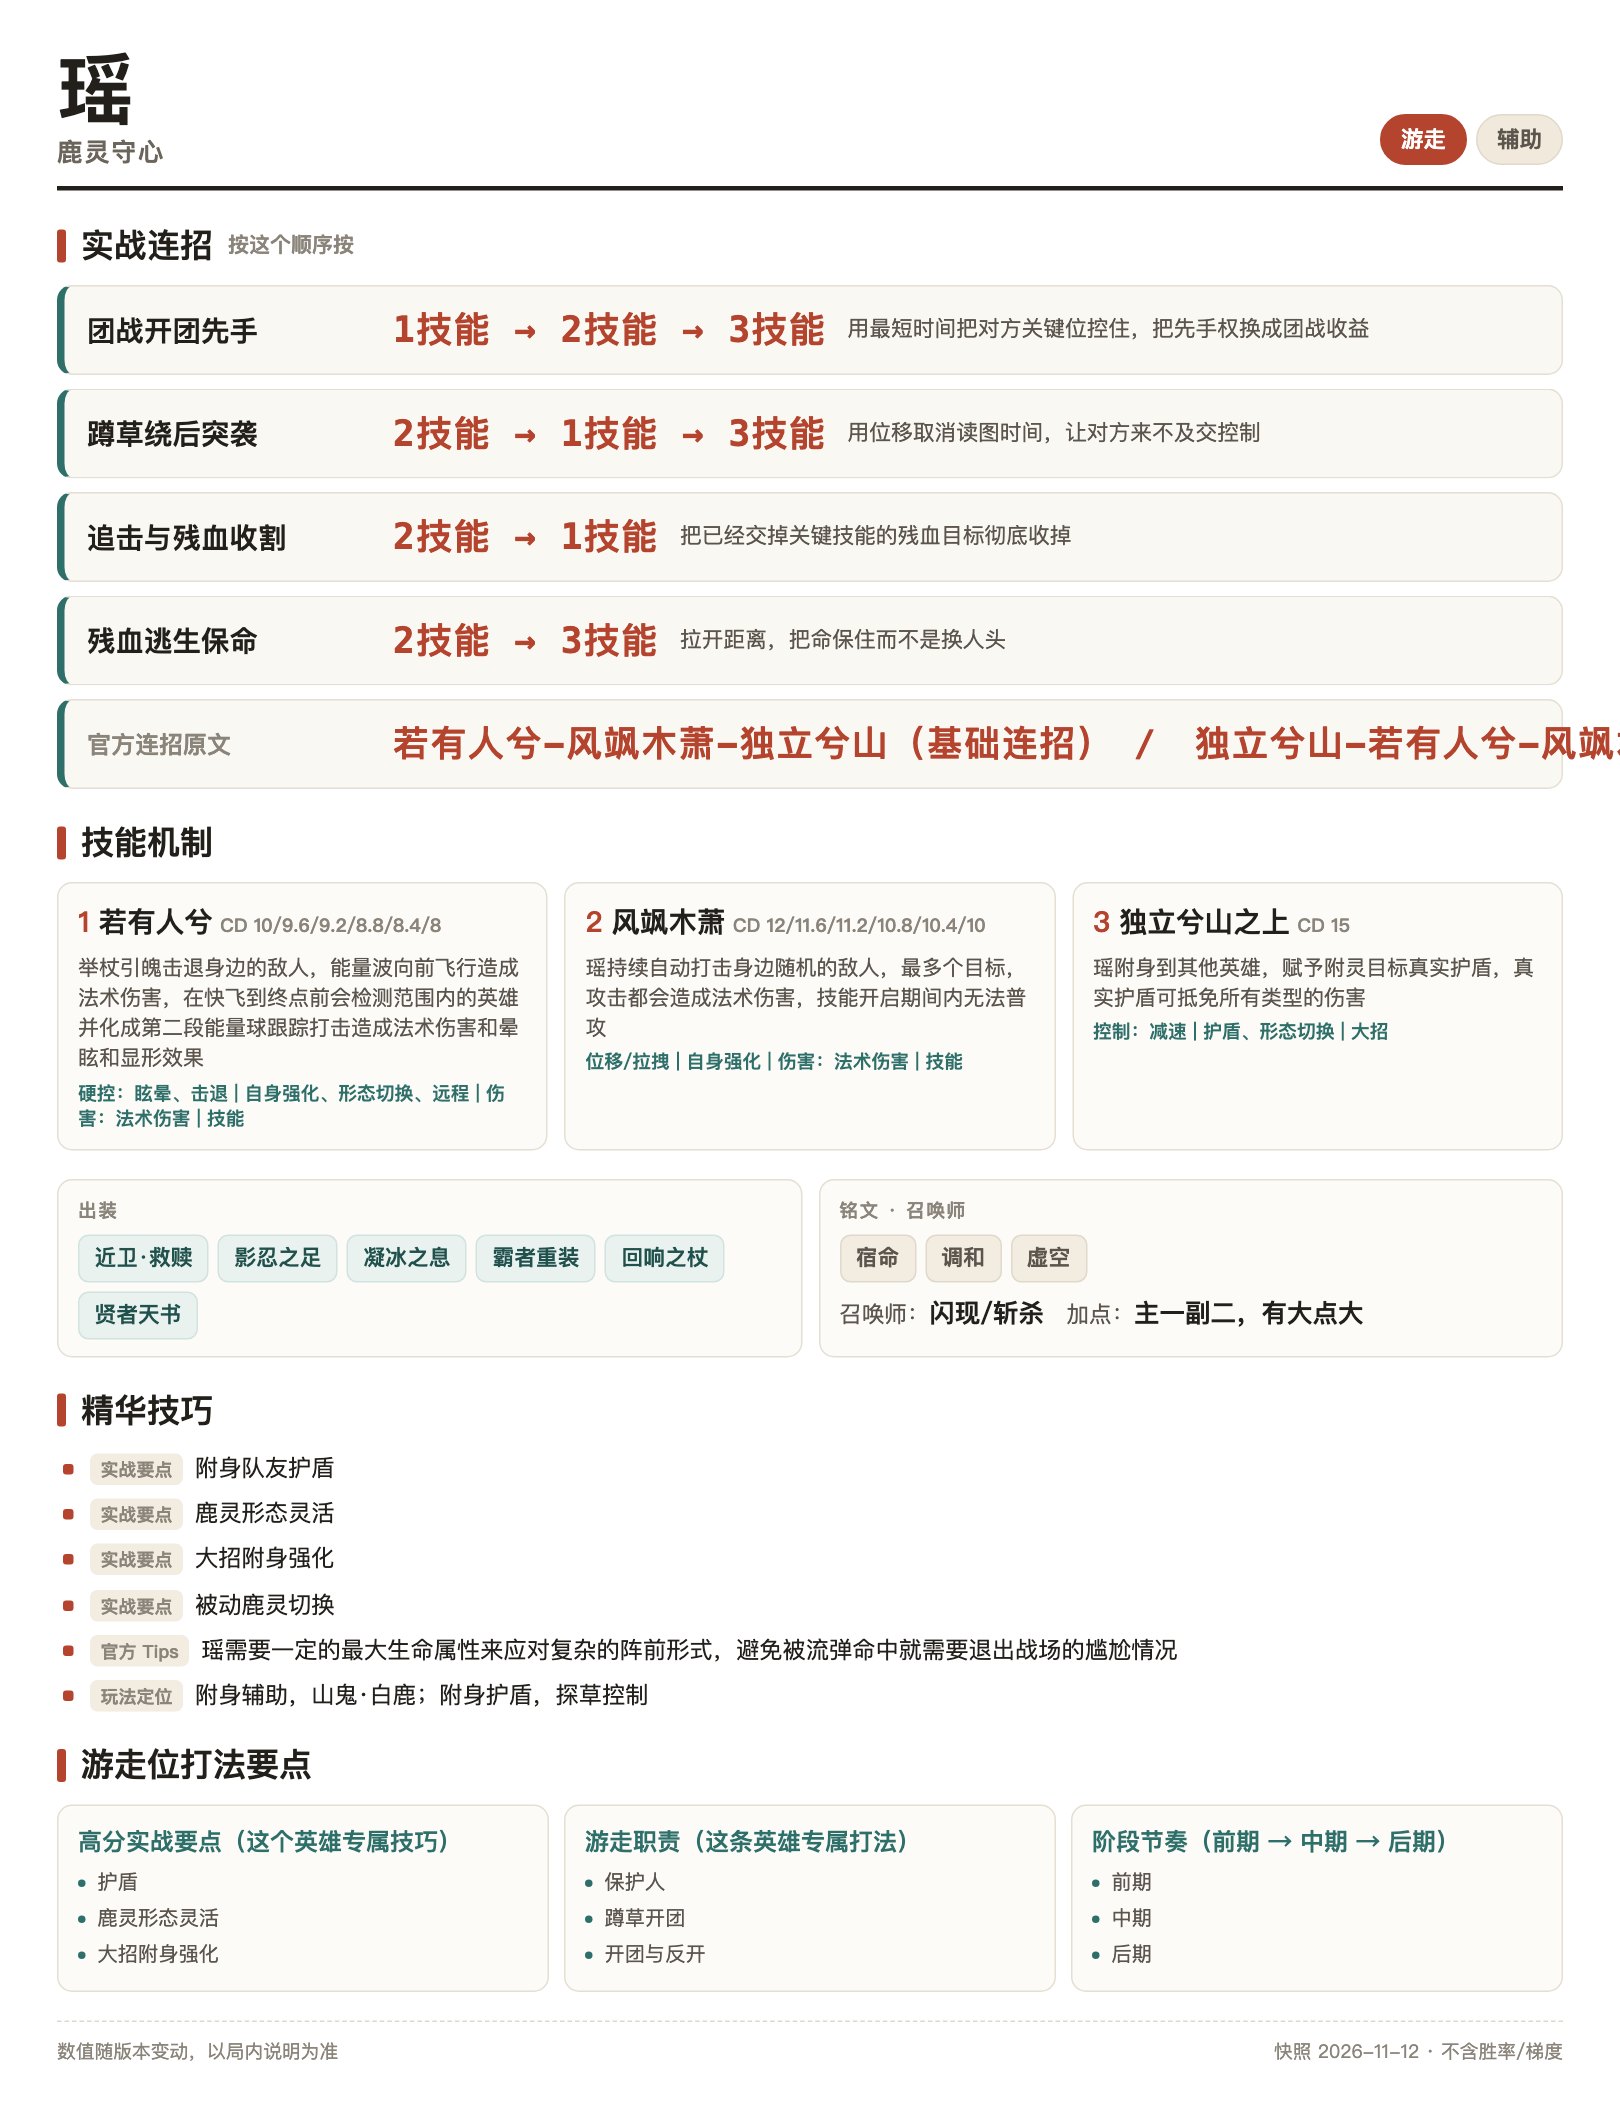 瑶
鹿灵守心
游走 辅助
实战连招 按这个顺序按
团战开团先手 1技能 → 2技能 → 3技能 用最短时间把对方关键位控住，把先手权换成团战收益
蹲草绕后突袭 2技能 → 1技能 → 3技能 用位移取消读图时间，让对方来不及交控制
追击与残血收割 2技能 → 1技能 把已经交掉关键技能的残血目标彻底收掉
残血逃生保命 2技能 → 3技能 拉开距离，把命保住而不是换人头
官方连招原文 若有人兮–风飒木萧–独立兮山（基础连招） / 独立兮山–若有人兮–风飒
技能机制
1 若有人兮 CD 10/9.6/9.2/8.8/8.4/8
举杖引魄击退身边的敌人，能量波向前飞行造成
法术伤害，在快飞到终点前会检测范围内的英雄
并化成第二段能量球跟踪打击造成法术伤害和晕
眩和显形效果
硬控：眩晕、击退 | 自身强化、形态切换、远程 | 伤
害：法术伤害 | 技能
2 风飒木萧 CD 12/11.6/11.2/10.8/10.4/10
瑶持续自动打击身边随机的敌人，最多个目标，
攻击都会造成法术伤害，技能开启期间内无法普
攻
位移/拉拽 | 自身强化 | 伤害：法术伤害 | 技能
3 独立兮山之上 CD 15
瑶附身到其他英雄，赋予附灵目标真实护盾，真
实护盾可抵免所有类型的伤害
控制：减速 | 护盾、形态切换 | 大招
出装
近卫·救赎 影忍之足 凝冰之息 霸者重装 回响之杖
贤者天书
铭文 · 召唤师
宿命 调和 虚空
召唤师：闪现/斩杀 加点：主一副二，有大点大
精华技巧
实战要点 附身队友护盾
实战要点 鹿灵形态灵活
实战要点 大招附身强化
实战要点 被动鹿灵切换
官方 Tips 瑶需要一定的最大生命属性来应对复杂的阵前形式，避免被流弹命中就需要退出战场的尴尬情况
玩法定位 附身辅助，山鬼·白鹿；附身护盾，探草控制
游走位打法要点
高分实战要点（这个英雄专属技巧）
护盾
鹿灵形态灵活
大招附身强化
游走职责（这条英雄专属打法）
保护人
蹲草开团
开团与反开
阶段节奏（前期 → 中期 → 后期）
前期
中期
后期
数值随版本变动，以局内说明为准
快照 2026–11–12 · 不含胜率/梯度